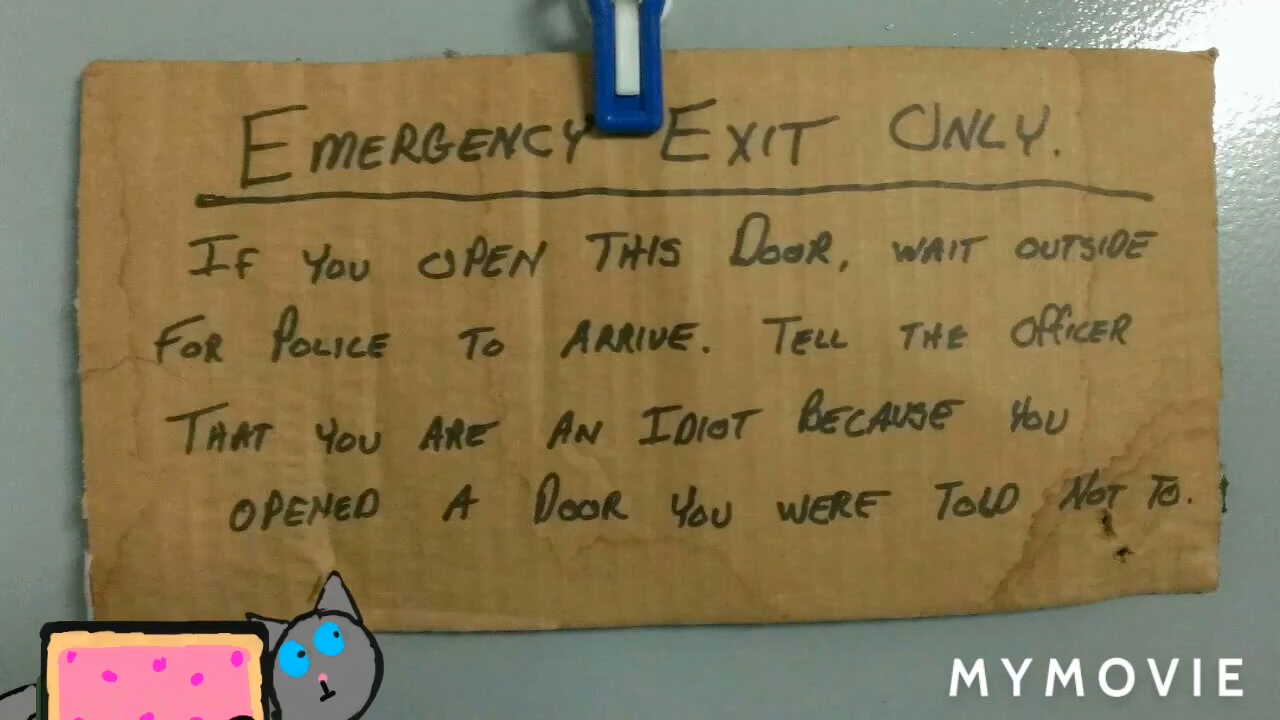 EMERGENCY EXIT ONLY.
IF YOU OPEN THIS DOOR, WAIT OUTSIDE
FOR POLICE TO ARRIVE. TELL THE OFFICER
THAT YOU ARE AN IDIOT BECAUSE YOU
OPENED A DOOR YOU WERE TOLD NOT TO.
MYMOVIE